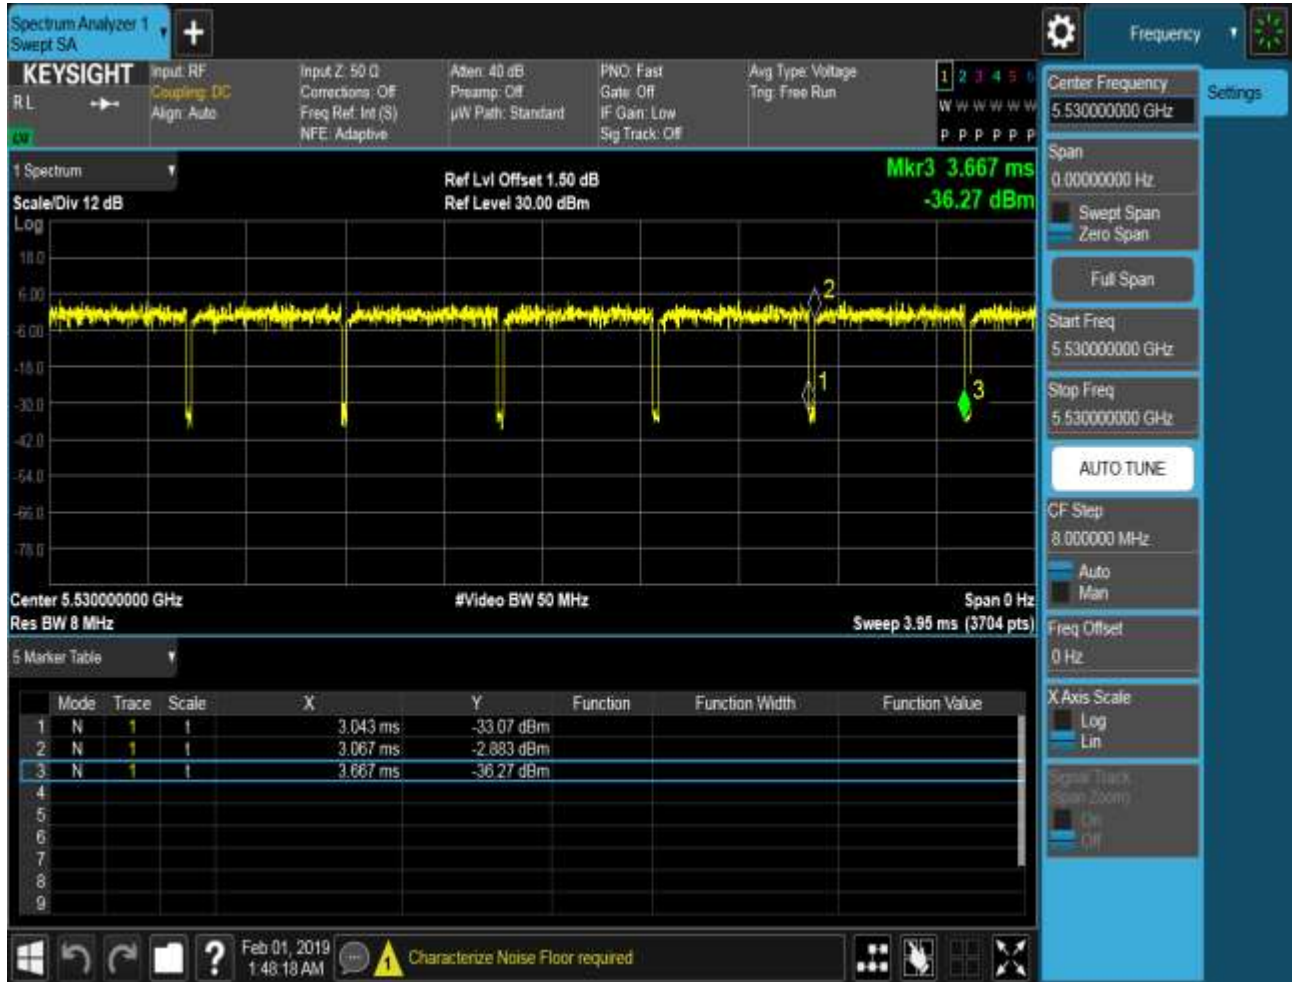 Spectrum Analyzer 1
Swept SA
+
Frequency
KEYSIGHT
RL
Input: RF
Coupling: DC
Align: Auto
Input Z: 50 Ω
Corrections: Off
Freq Ref: Int (S)
NFE: Adaptive
Atten: 40 dB
Preamp: Off
µW Path: Standard
PNO: Fast
Gate: Off
IF Gain: Low
Sig Track: Off
Avg Type: Voltage
Trig: Free Run
1 2 3 4 5 6
W W W W W W
P P P P P P
1 Spectrum
Scale/Div 12 dB
Log
Ref Lvl Offset 1.50 dB
Ref Level 30.00 dBm
Mkr3 3.667 ms
-36.27 dBm
18.0
6.00
-6.00
-18.0
-30.0
-42.0
-54.0
-66.0
-78.0
2
1
3
Center 5.530000000 GHz
Res BW 8 MHz
#Video BW 50 MHz
Span 0 Hz
Sweep 3.95 ms (3704 pts)
5 Marker Table
Mode Trace Scale X Y Function Function Width Function Value
1 N 1 t 3.043 ms -33.07 dBm
2 N 1 t 3.067 ms -2.883 dBm
3 N 1 t 3.667 ms -36.27 dBm
4
5
6
7
8
9
Center Frequency
5.530000000 GHz
Settings
Span
0.00000000 Hz
Swept Span
Zero Span
Full Span
Start Freq
5.530000000 GHz
Stop Freq
5.530000000 GHz
AUTO TUNE
CF Step
8.000000 MHz
Auto
Man
Freq Offset
0 Hz
X Axis Scale
Log
Lin
Signal Track
(Span Zoom)
On
Off
?
Feb 01, 2019
1:48:18 AM
1
Characterize Noise Floor required